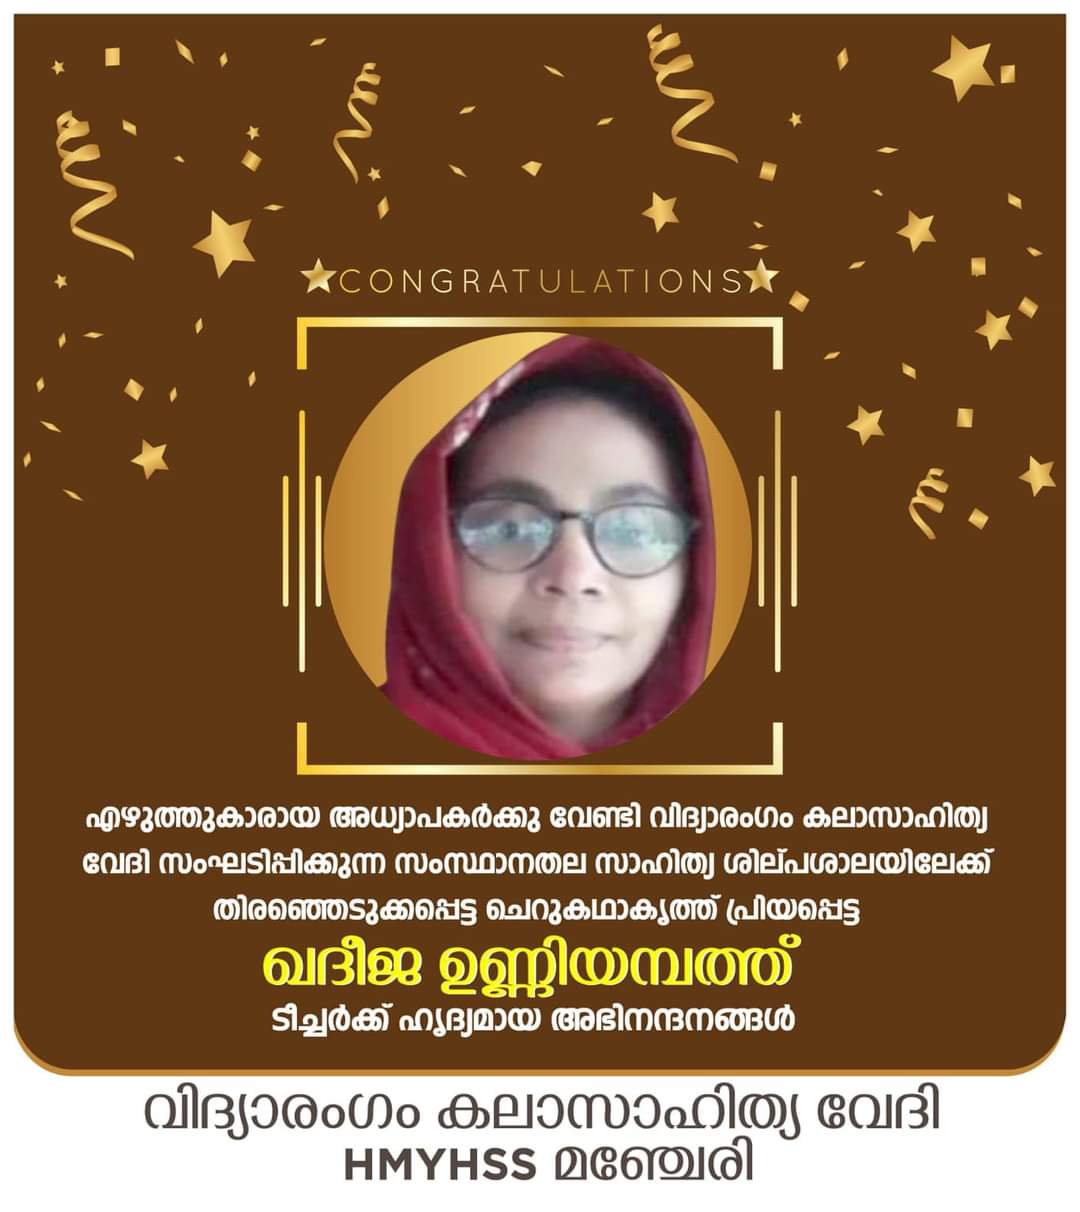 CONGRATULATIONS
എഴുത്തുകാരായ അധ്യാപകർക്കു വേണ്ടി വിദ്യാരംഗം കലാസാഹിത്യ
വേദി സംഘടിപ്പിക്കുന്ന സംസ്ഥാനതല സാഹിത്യ ശില്പശാലയിലേക്ക്
തിരഞ്ഞെടുക്കപ്പെട്ട ചെറുകഥാകൃത്ത് പ്രിയപ്പെട്ട
ഖദീജ ഉണ്ണിയമ്പത്ത്
ടീച്ചർക്ക് ഹൃദ്യമായ അഭിനന്ദനങ്ങൾ
വിദ്യാരംഗം കലാസാഹിത്യ വേദി
HMYHSS മഞ്ചേരി